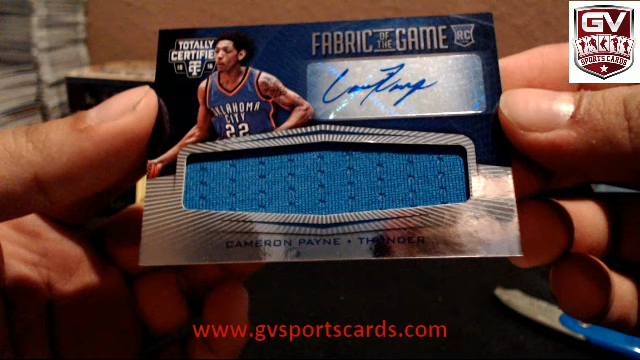 TOTALLY
CERTIFIED
FABRIC OF THE GAME
RC
OKLAHOMA
CITY
22
CAMERON PAYNE • THUNDER
GV
SPORTS CARDS
www.gvsportscards.com